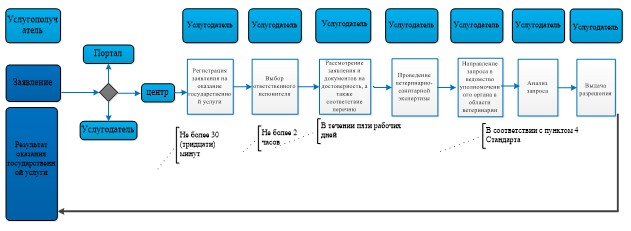 Услугополуч
атель
Услугодатель
Услугодатель
Услугодатель
Услугодатель
Услугодатель
Услугодатель
Услугодатель
Портал
Заявление
центр
Услугодатель
Регистрация
заявления на
оказание
государственно
й услуги
Выбор
ответственного
исполнителя
Рассмотрение
заявления и
документов на
достоверность, а
также
соответствие
перечню
Проведение
ветеринарно-
санитарной
экспертизы
Направление
запроса в
ведомство
уполномоченн
ого органа в
области
ветеринарии
Анализ
запроса
Выдача
разрешения
Результат
оказания
государственн
ой услуги
Не более 30
(тридцати)
минут
Не более 2
часов
В течении пяти рабочих
дней
В соответствии с пунктом 4
Стандарта